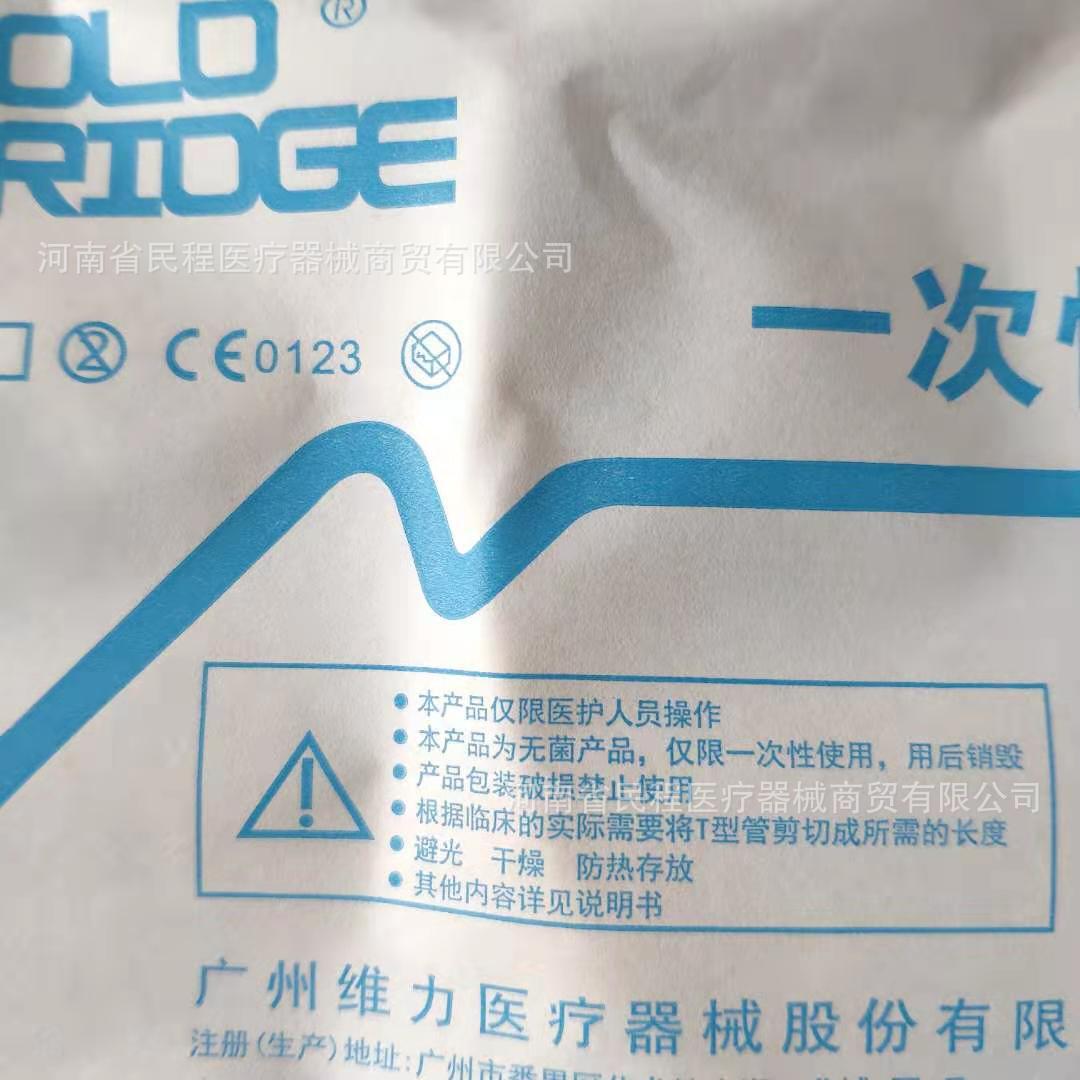 OLD ®
RIDGE
河南省民程医疗器械商贸有限公司
一次性
CE0123
本产品仅限医护人员操作
本产品为无菌产品，仅限一次性使用，用后销毁
产品包装破损禁止使用
河南省民程医疗器械商贸有限公司
根据临床的实际需要将T型管剪切成所需的长度
避光 干燥 防热存放
其他内容详见说明书
广州维力医疗器械股份有限
注册(生产)地址:广州市番禺区